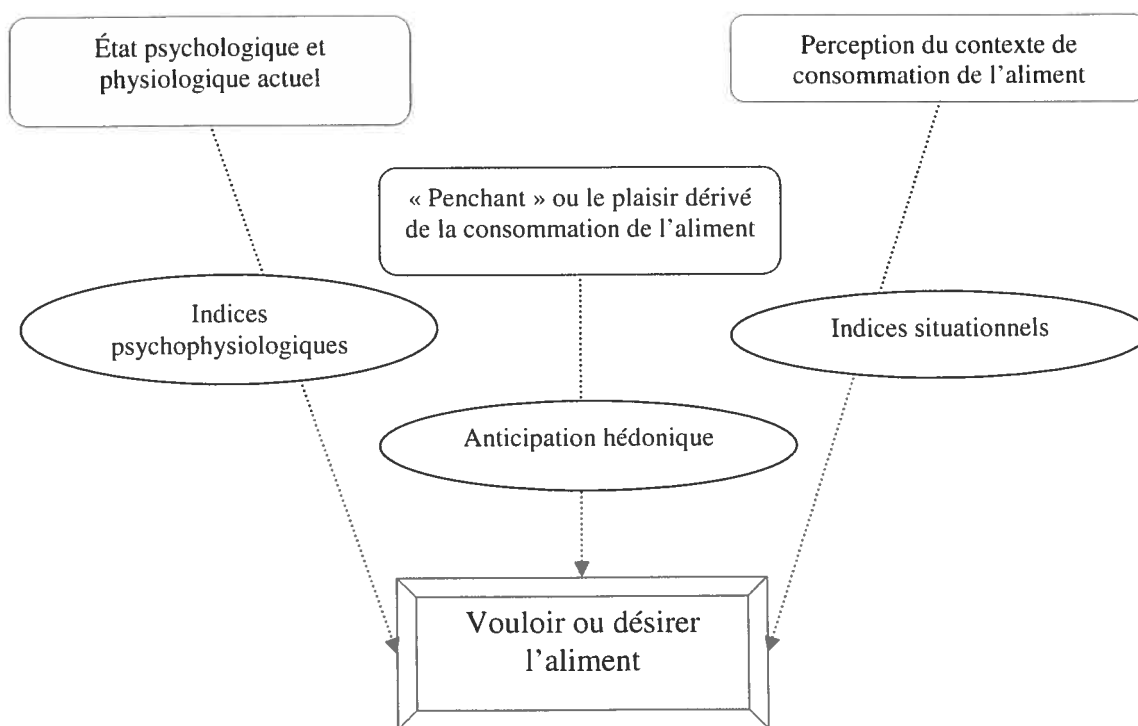 État psychologique et
physiologique actuel
Perception du contexte de
consommation de l’aliment
« Penchant » ou le plaisir dérivé
de la consommation de l’aliment
Indices
psychophysiologiques
Indices situationnels
Anticipation hédonique
Vouloir ou désirer
l’aliment